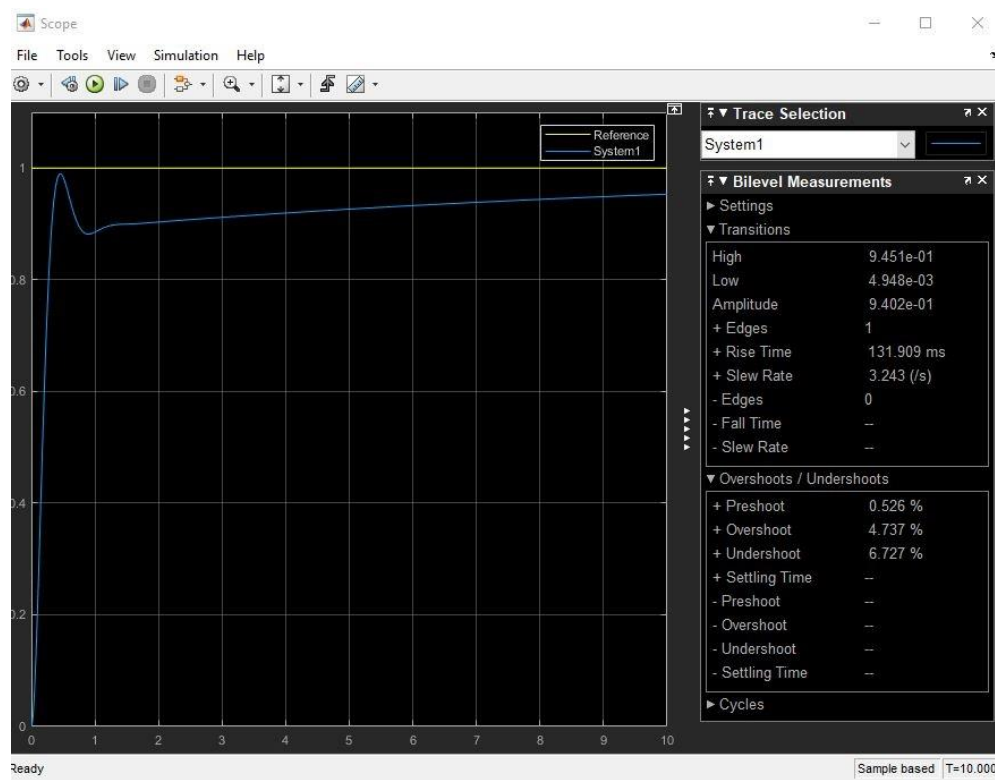 Scope
File Tools View Simulation Help
Reference
System1
1
0.8
0.6
0.4
0.2
0
0 1 2 3 4 5 6 7 8 9 10
Trace Selection
System1
Bilevel Measurements
Settings
Transitions
High 9.451e-01
Low 4.948e-03
Amplitude 9.402e-01
+ Edges 1
+ Rise Time 131.909 ms
+ Slew Rate 3.243 (/s)
- Edges 0
- Fall Time --
- Slew Rate --
Overshoots / Undershoots
+ Preshoot 0.526 %
+ Overshoot 4.737 %
+ Undershoot 6.727 %
+ Settling Time --
- Preshoot --
- Overshoot --
- Undershoot --
- Settling Time --
Cycles
Ready Sample based T=10.000